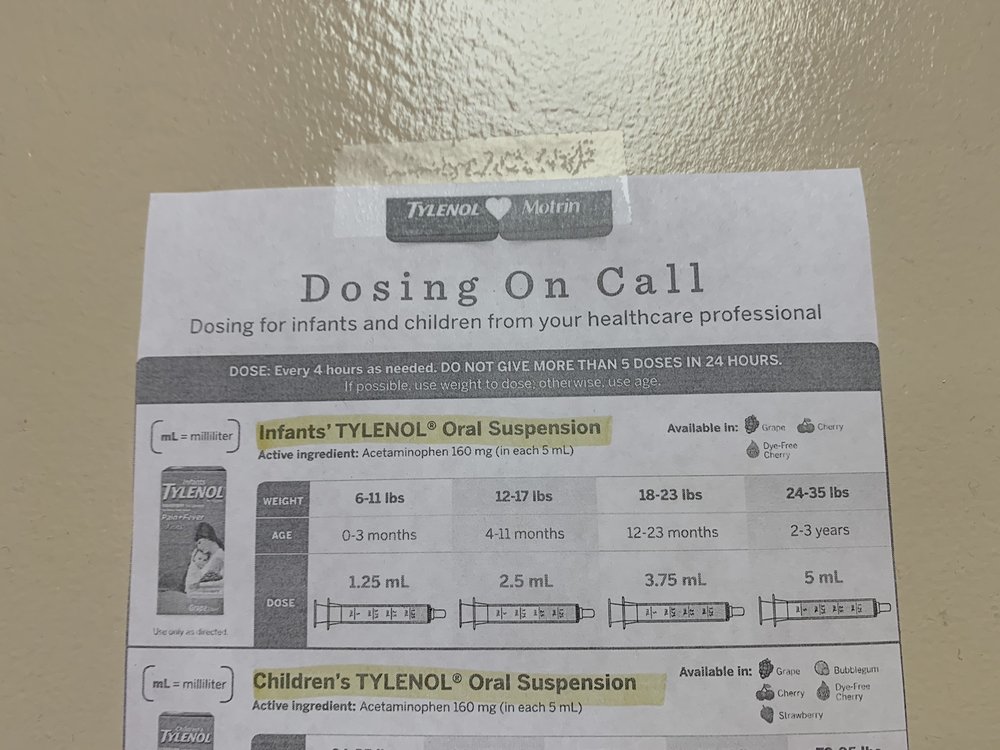 TYLENOL Motrin
Dosing On Call
Dosing for infants and children from your healthcare professional
DOSE: Every 4 hours as needed. DO NOT GIVE MORE THAN 5 DOSES IN 24 HOURS.
If possible, use weight to dose; otherwise, use age.
mL = milliliter
Infants' TYLENOL® Oral Suspension
Active ingredient: Acetaminophen 160 mg (in each 5 mL)
Available in: Grape Cherry
Dye-Free
Cherry
Infants
TYLENOL
Pain+Fever
Grape
Use only as directed.
WEIGHT 6-11 lbs 12-17 lbs 18-23 lbs 24-35 lbs
AGE 0-3 months 4-11 months 12-23 months 2-3 years
DOSE 1.25 mL 2.5 mL 3.75 mL 5 mL
mL = milliliter
Children's TYLENOL® Oral Suspension
Active ingredient: Acetaminophen 160 mg (in each 5 mL)
Available in: Grape Bubblegum
Cherry Dye-Free
Cherry
Strawberry
Children's
TYLENOL